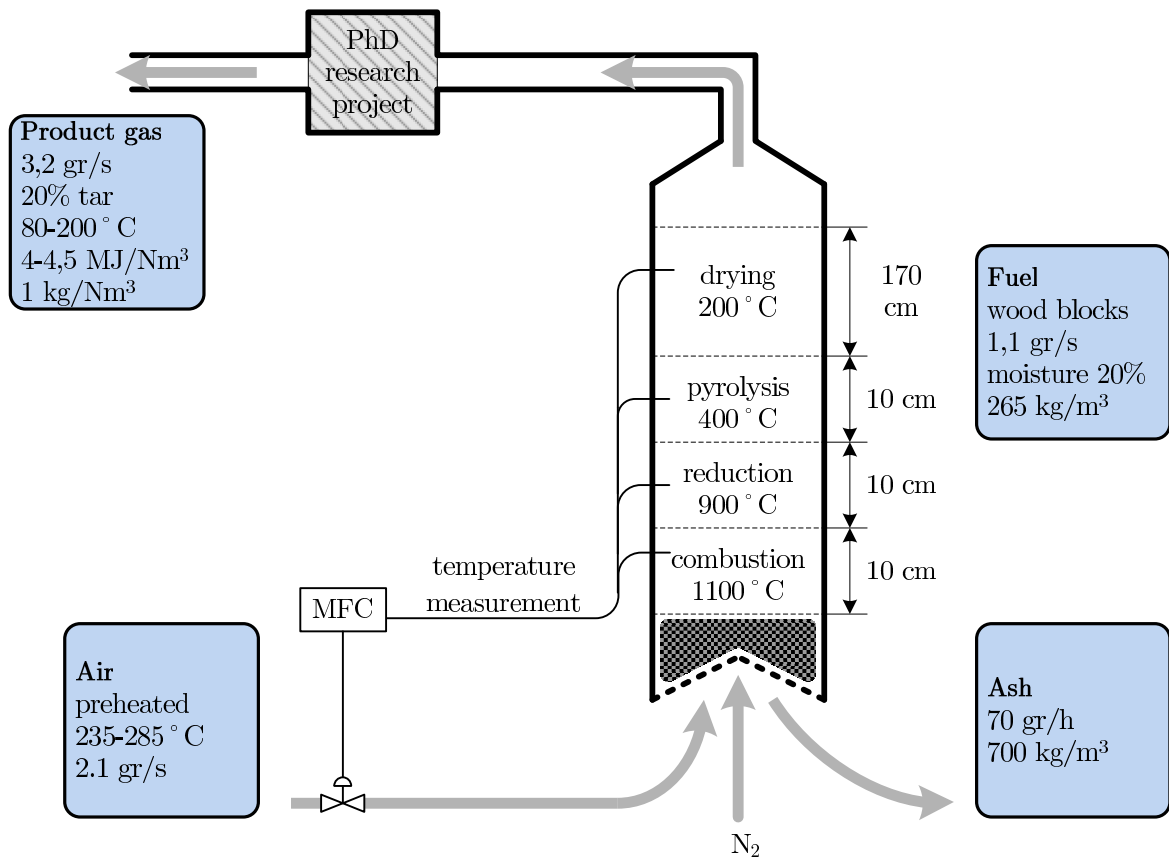 PhD
research
project
Product gas
3,2 gr/s
20% tar
80-200°C
4-4,5 MJ/Nm³
1 kg/Nm³
drying
200°C
170
cm
Fuel
wood blocks
1,1 gr/s
moisture 20%
265 kg/m³
pyrolysis
400°C
10 cm
reduction
900°C
10 cm
combustion
1100°C
10 cm
temperature
measurement
MFC
Air
preheated
235-285°C
2.1 gr/s
Ash
70 gr/h
700 kg/m³
N₂